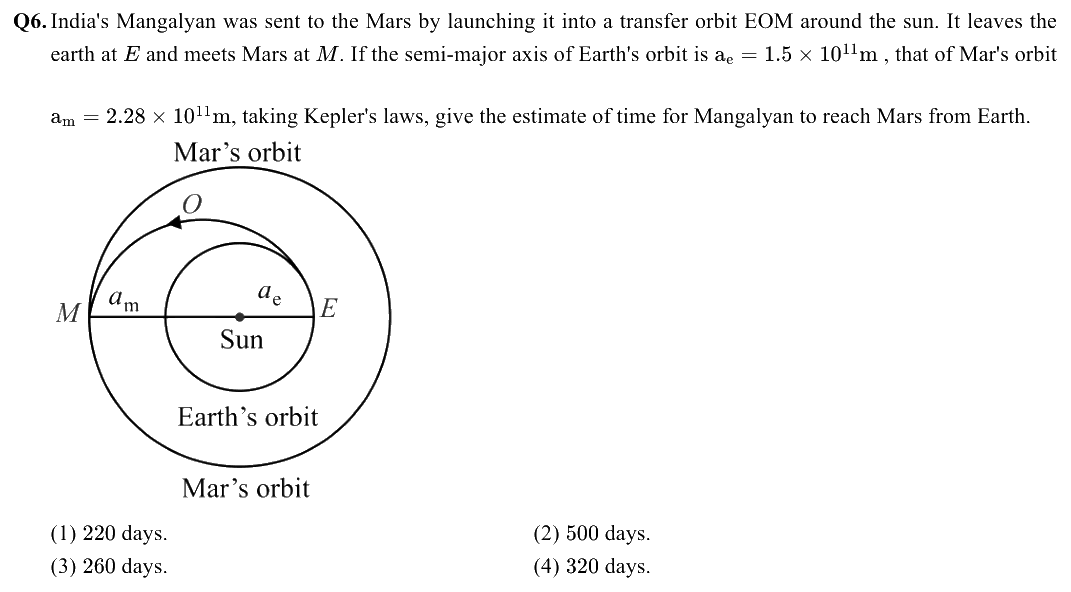 Q6. India's Mangalyan was sent to the Mars by launching it into a transfer orbit EOM around the sun. It leaves the
earth at E and meets Mars at M. If the semi-major axis of Earth's orbit is aₑ = 1.5 × 10¹¹m , that of Mar's orbit
aₘ = 2.28 × 10¹¹m, taking Kepler's laws, give the estimate of time for Mangalyan to reach Mars from Earth.
Mar’s orbit
O
aₘ
aₑ
M
E
Sun
Earth’s orbit
Mar’s orbit
(1) 220 days.
(2) 500 days.
(3) 260 days.
(4) 320 days.